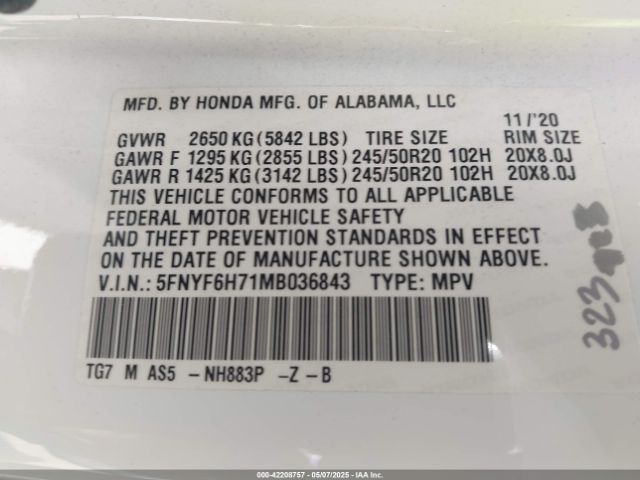 MFD. BY HONDA MFG. OF ALABAMA, LLC
11/'20
GVWR 2650 KG (5842 LBS) TIRE SIZE RIM SIZE
GAWR F 1295 KG (2855 LBS) 245/50R20 102H 20X8.0J
GAWR R 1425 KG (3142 LBS) 245/50R20 102H 20X8.0J
THIS VEHICLE CONFORMS TO ALL APPLICABLE
FEDERAL MOTOR VEHICLE SAFETY
AND THEFT PREVENTION STANDARDS IN EFFECT
ON THE DATE OF MANUFACTURE SHOWN ABOVE.
V.I.N.: 5FNYF6H71MB036843 TYPE: MPV
TG7 M AS5 -NH883P -Z -B
000-42208757 - 05/07/2025 - IAAI.COM